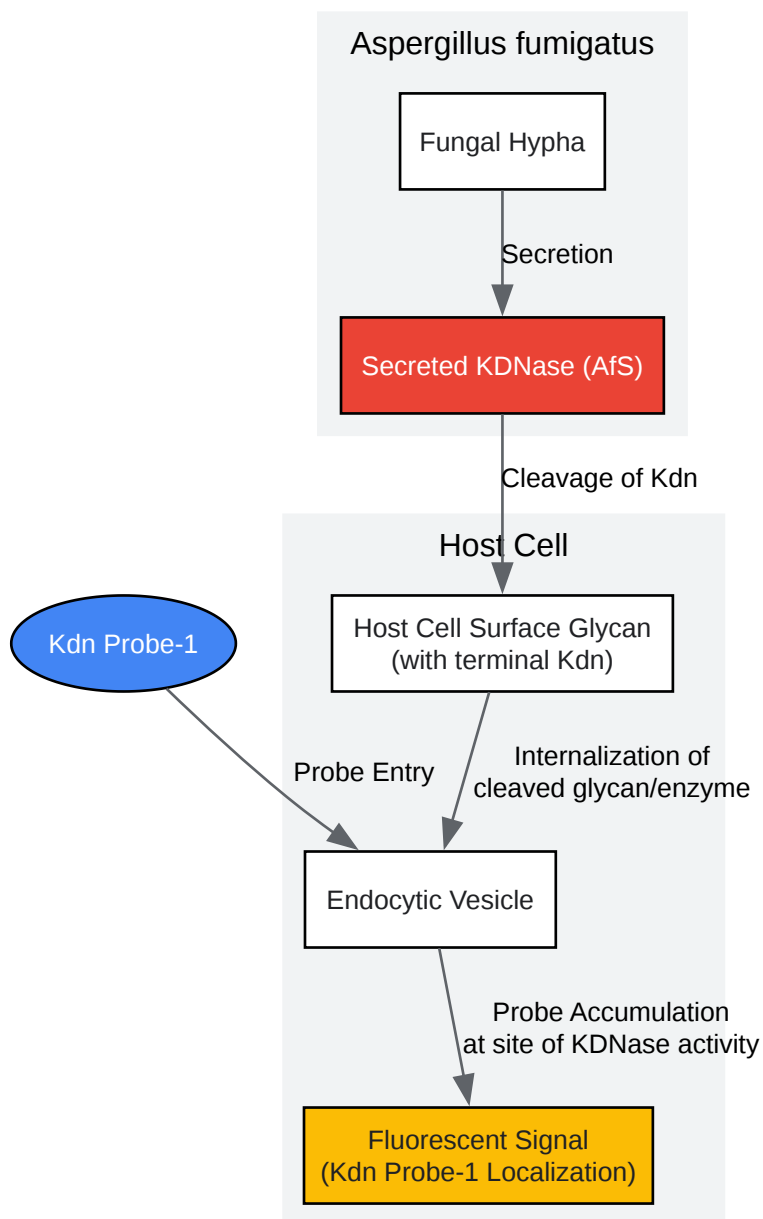 Aspergillus fumigatus
Fungal Hypha
Secretion
Secreted KDNase (AfS)
Cleavage of Kdn
Host Cell
Host Cell Surface Glycan
(with terminal Kdn)
Kdn Probe-1
Probe Entry
Internalization of
cleaved glycan/enzyme
Endocytic Vesicle
Probe Accumulation
at site of KDNase activity
Fluorescent Signal
(Kdn Probe-1 Localization)